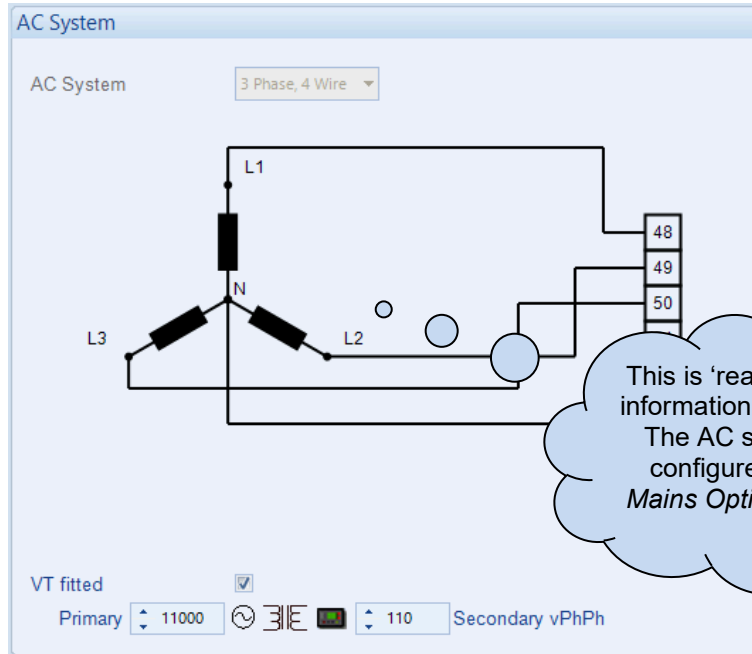 AC System
AC System 3 Phase, 4 Wire
L1
48
49
N
50
L3
L2
This is ‘rea
information
The AC s
configure
Mains Opti
VT fitted
Primary 11000 110 Secondary vPhPh